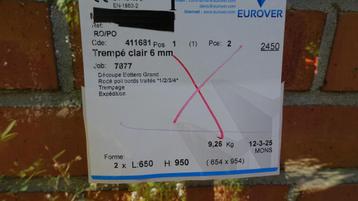 EN-1863-2
EUROVER
Ref:
RO/PO
Cde: 411681 Pos 1 (1) Pce: 2 2450
Trempé clair 6 mm
Job: 7877
Découpe Bottero Grand
Rodé poli bords traités "1/2/3/4"
Trempage
Expédition
9,26 Kg 12-3-25
MONS
Forme:
2 x L:650 H: 950 (654 x 954)